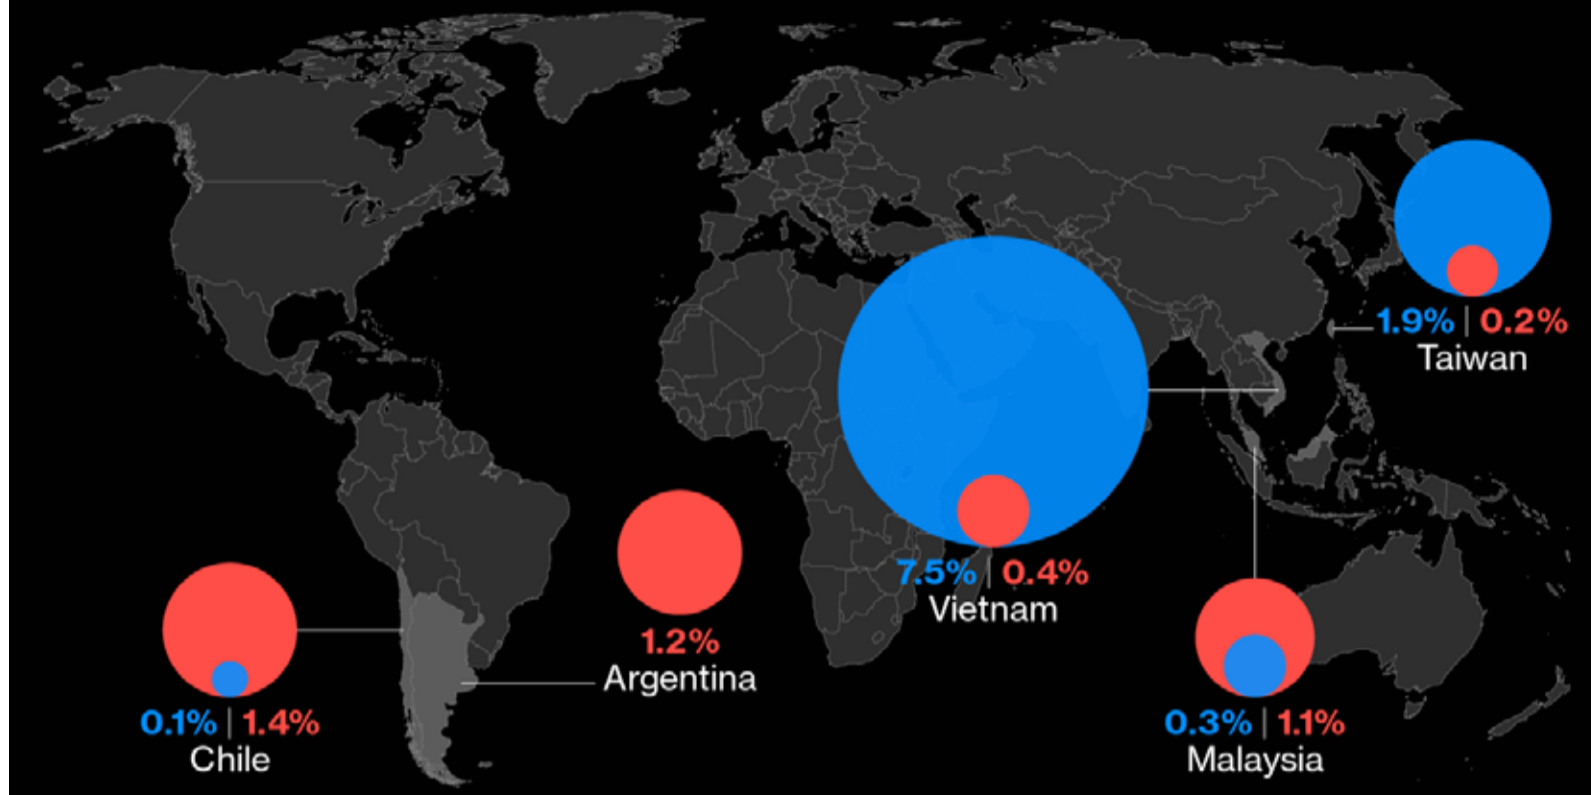 1.9% | 0.2%
Taiwan
7.5% | 0.4%
Vietnam
1.2%
Argentina
0.1% | 1.4%
Chile
0.3% | 1.1%
Malaysia